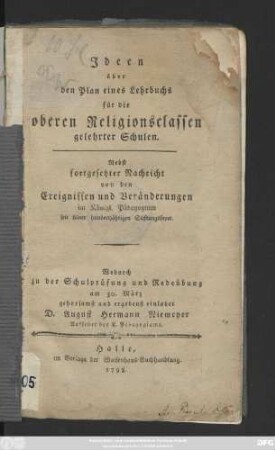 Ideen
über
den Plan eines Lehrbuchs
für die
oberen Religionsclassen
gelehrter Schulen.
Nebst
fortgesetzter Nachricht
von den
Ereignissen und Veränderungen
im Königl. Pädagogium
seit seiner hundertjährigen Stiftungsfeyer.
Wodurch
zu der Schulprüfung und Redeübung
am 30. März
gehorsamst und ergebenst einladet
D. August Hermann Niemeyer
Aufseher des K. Pädagogiums.
Halle,
im Verlage der Waisenhaus-Buchhandlung.
05